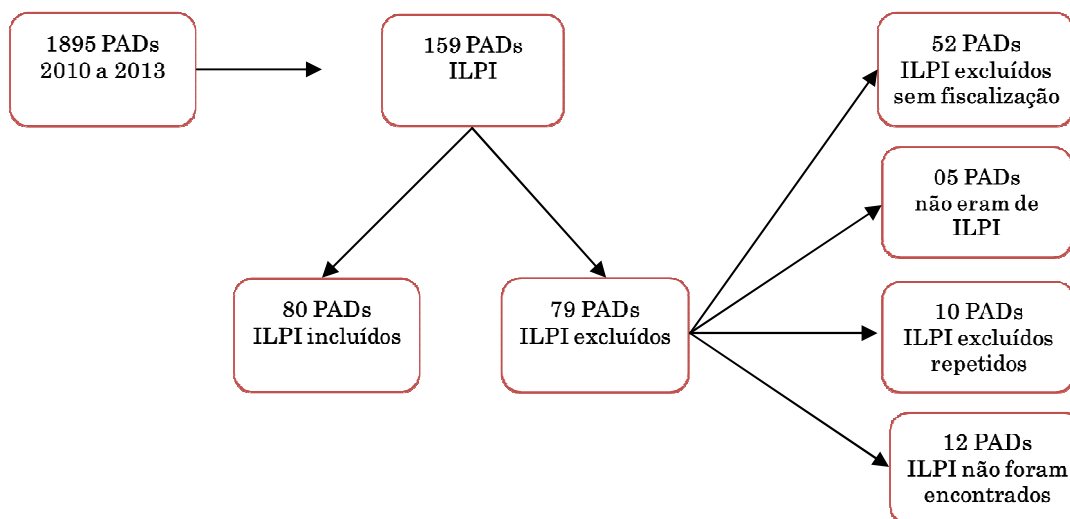 1895 PADs
2010 a 2013
159 PADs
ILPI
52 PADs
ILPI excluídos
sem fiscalização
05 PADs
não eram de
ILPI
80 PADs
ILPI incluídos
79 PADs
ILPI excluídos
10 PADs
ILPI excluídos
repetidos
12 PADs
ILPI não foram
encontrados